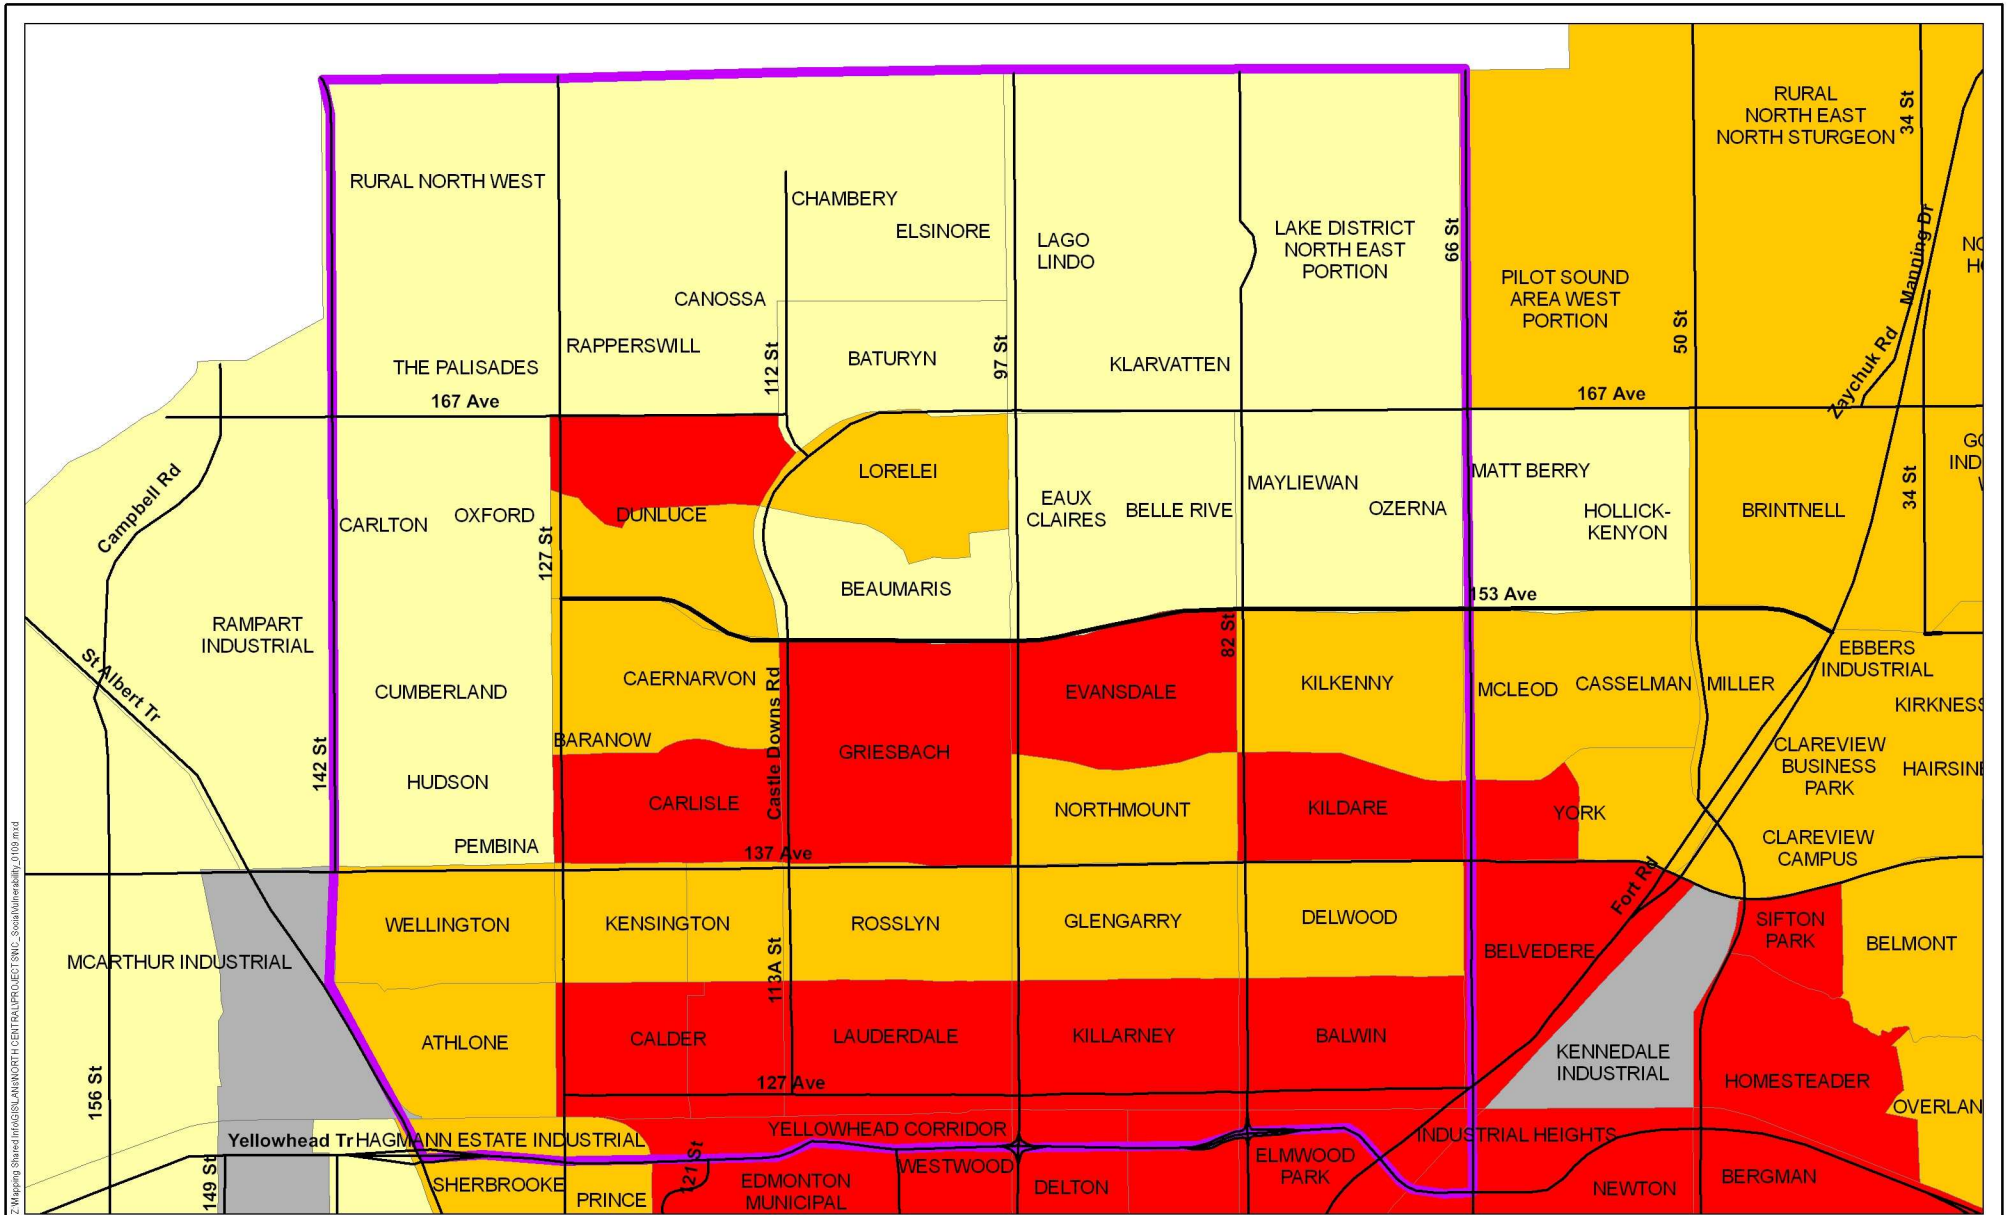 RURAL
NORTH EAST
NORTH STURGEON
34 St
RURAL NORTH WEST
CHAMBERY
ELSINORE
LAGO
LINDO
LAKE DISTRICT
NORTH EAST
PORTION
66 St
PILOT SOUND
AREA WEST
PORTION
Manning Dr
NO
HO
CANOSSA
RAPPERSWILL
THE PALISADES
112 St
BATURYN
97 St
KLARVATTEN
50 St
Zaychuk Rd
167 Ave
167 Ave
Campbell Rd
CARLTON
OXFORD
127 St
DUNLUCE
LORELEI
EAUX
CLAIRES
BELLE RIVE
MAYLIEWAN
OZERNA
MATT BERRY
HOLLICK-
KENYON
BRINTNELL
34 St
GO
IND
BEAUMARIS
153 Ave
RAMPART
INDUSTRIAL
St Albert Tr
CUMBERLAND
CAERNARVON
BARANOW
Castle Downs Rd
EVANSDALE
82 St
KILKENNY
MCLEOD
CASSELMAN
MILLER
EBBERS
INDUSTRIAL
KIRKNESS
142 St
HUDSON
CARLISLE
GRIESBACH
NORTHMOUNT
KILDARE
YORK
CLAREVIEW
BUSINESS
PARK
HAIRSINE
PEMBINA
137 Ave
CLAREVIEW
CAMPUS
Fort Rd
MCARTHUR INDUSTRIAL
WELLINGTON
KENSINGTON
ROSSLYN
GLENGARRY
DELWOOD
BELVEDERE
SIFTON
PARK
BELMONT
113A St
ATHLONE
CALDER
LAUDERDALE
KILLARNEY
BALWIN
KENNEDALE
INDUSTRIAL
HOMESTEADER
OVERLAN
156 St
127 Ave
Yellowhead Tr
HAGMANN ESTATE INDUSTRIAL
YELLOWHEAD CORRIDOR
INDUSTRIAL HEIGHTS
149 St
SHERBROOKE
PRINCE
121 St
EDMONTON
MUNICIPAL
WESTWOOD
DELTON
ELMWOOD
PARK
NEWTON
BERGMAN